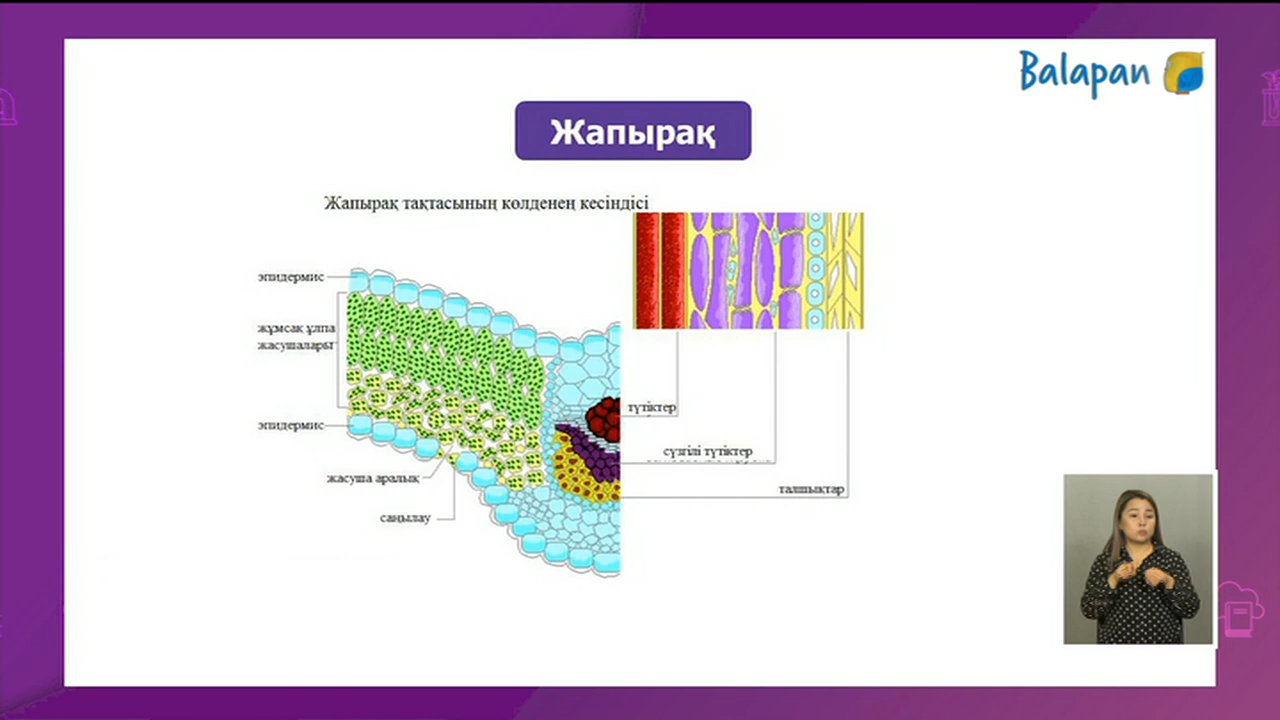 Balapan
Жапырақ
Жапырақ тақтасының көлденең кесіндісі
эпидермис
жұмсақ ұлпа
жасушалары
эпидермис
жасуша аралық
саңылау
түтіктер
сүзгілі түтіктер
талшықтар